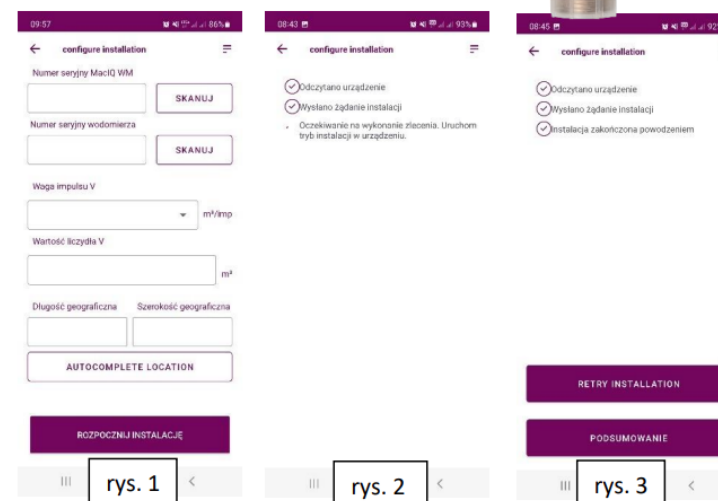 09:57 86%
configure installation
Numer seryjny MacIQ WM
SKANUJ
Numer seryjny wodomierza
SKANUJ
Waga impulsu V
m³/imp
Wartość liczydła V
m³
Długość geograficzna Szerokość geograficzna
AUTOCOMPLETE LOCATION
ROZPOCZNIJ INSTALACJĘ
rys. 1
08:43 93%
configure installation
Odczytano urządzenie
Wysłano żądanie instalacji
Oczekiwanie na wykonanie zlecenia. Uruchom
tryb instalacji w urządzeniu.
rys. 2
08:45 92
configure installation
Odczytano urządzenie
Wysłano żądanie instalacji
Instalacja zakończona powodzeniem
RETRY INSTALLATION
PODSUMOWANIE
rys. 3